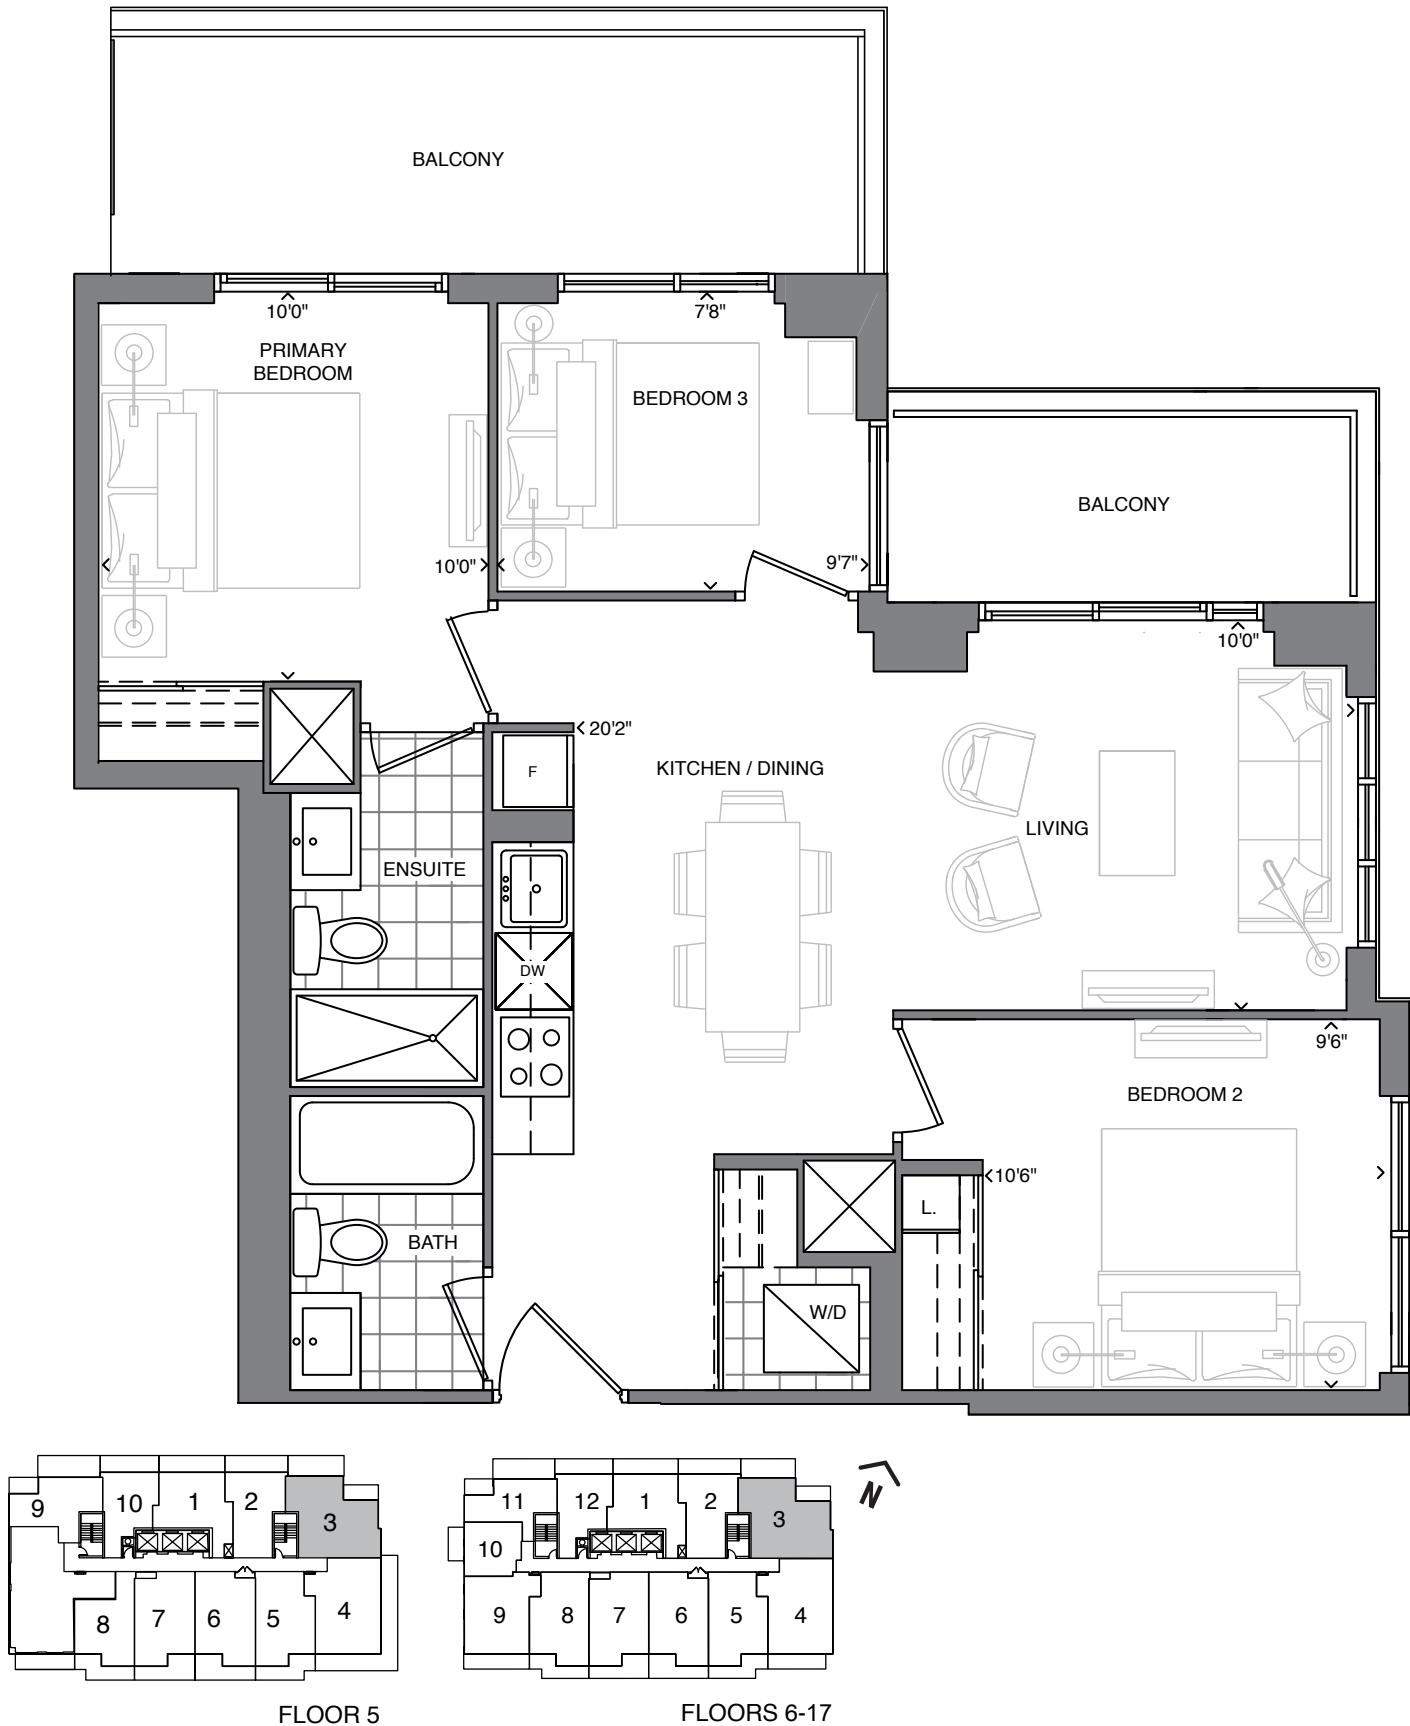 BALCONY
10'0"
7'8"
PRIMARY
BEDROOM
BEDROOM 3
BALCONY
10'0"
9'7"
10'0"
20'2"
F
KITCHEN / DINING
LIVING
ENSUITE
DW
9'6"
BEDROOM 2
10'6"
L.
BATH
W/D
9
10
1
2
3
8
7
6
5
4
FLOOR 5
11
12
1
2
3
10
9
8
7
6
5
4
N
FLOORS 6-17